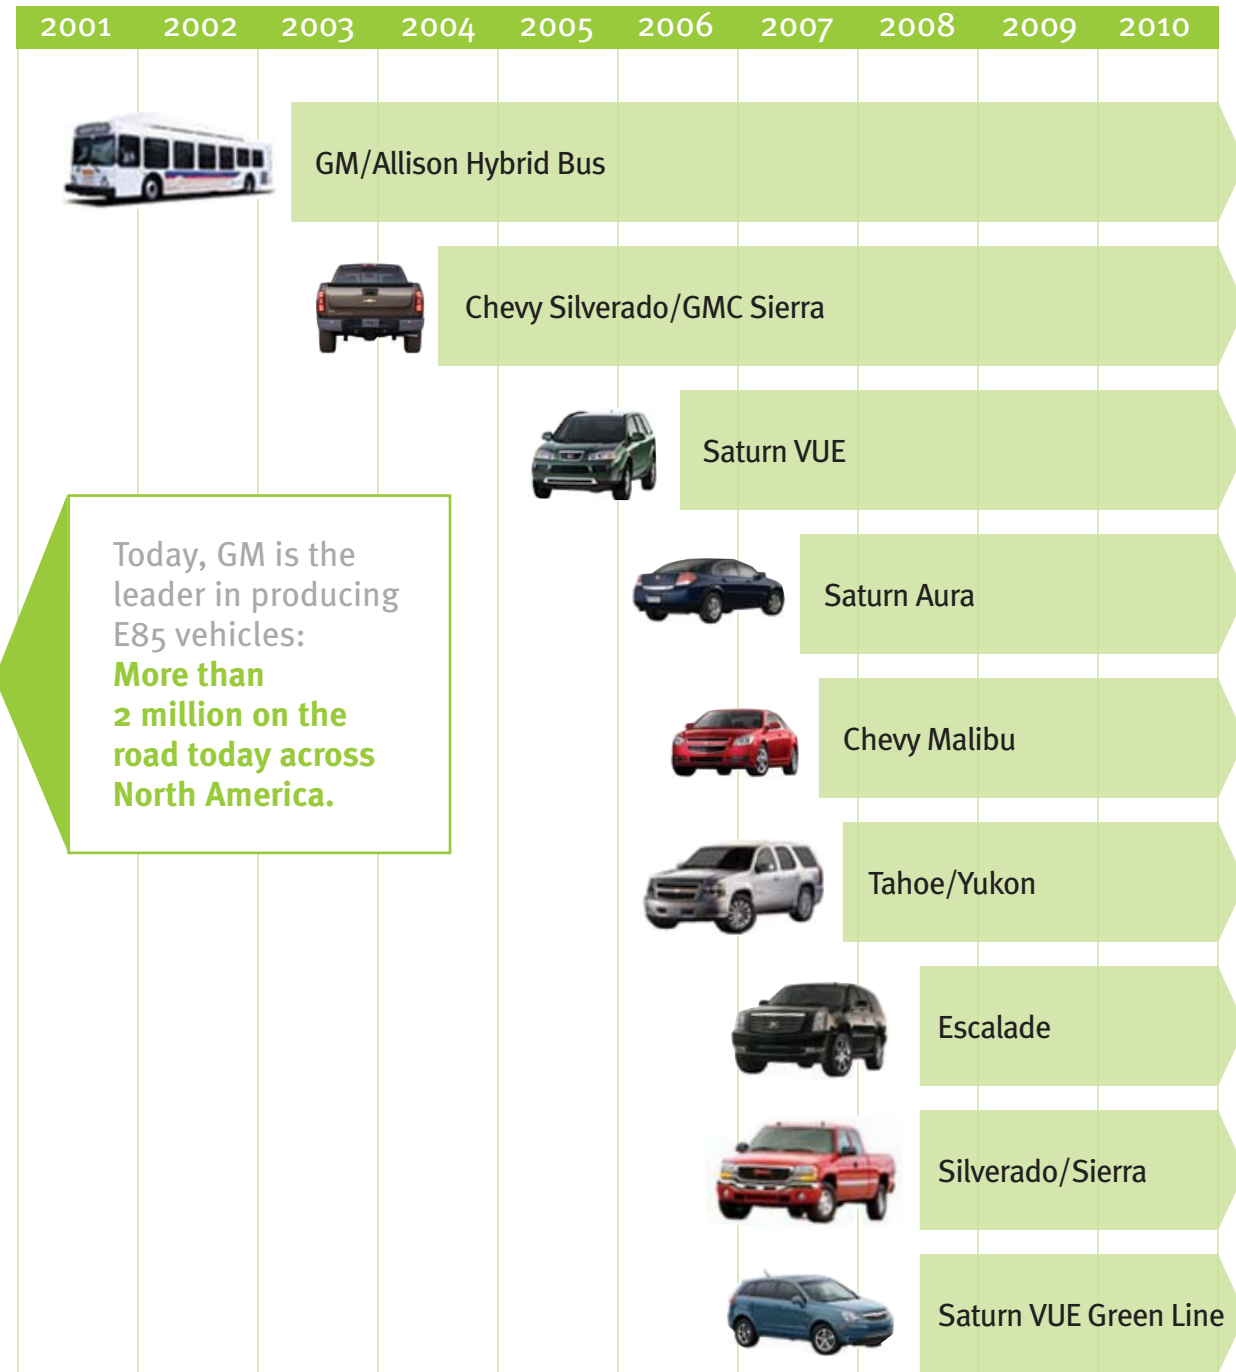 2001 2002 2003 2004 2005 2006 2007 2008 2009 2010
GM/Allison Hybrid Bus
Chevy Silverado/GMC Sierra
Saturn VUE
Today, GM is the
leader in producing
E85 vehicles:
More than
2 million on the
road today across
North America.
Saturn Aura
Chevy Malibu
Tahoe/Yukon
Escalade
Silverado/Sierra
Saturn VUE Green Line